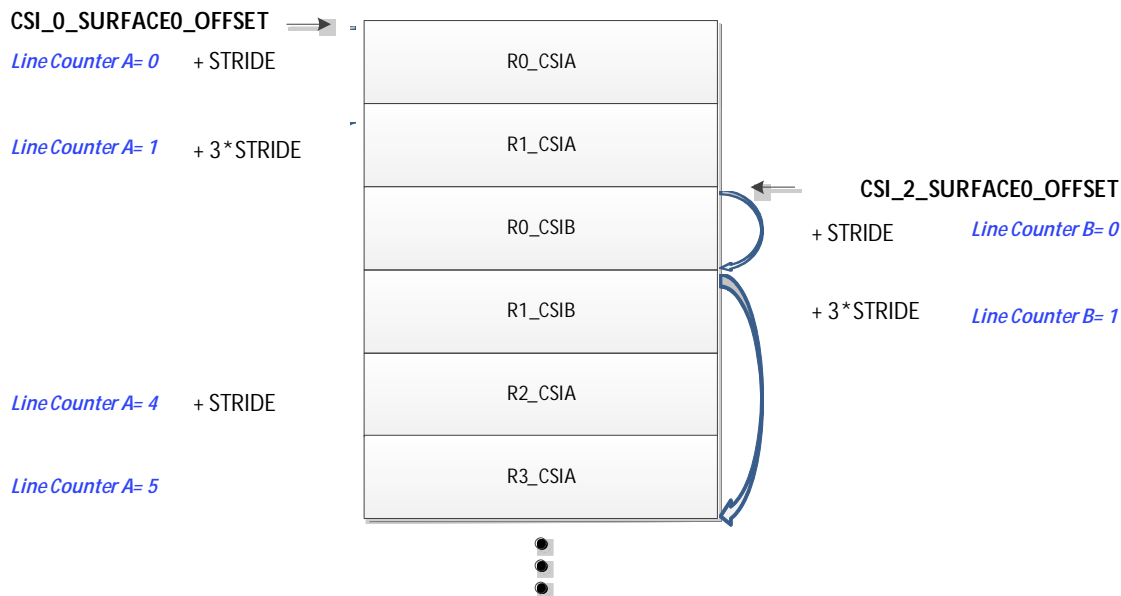 CSI_0_SURFACE0_OFFSET
Line Counter A= 0 + STRIDE
R0_CSIA
Line Counter A= 1 + 3*STRIDE
R1_CSIA
CSI_2_SURFACE0_OFFSET
R0_CSIB
+ STRIDE Line Counter B= 0
R1_CSIB
+ 3*STRIDE Line Counter B= 1
R2_CSIA
Line Counter A= 4 + STRIDE
R3_CSIA
Line Counter A= 5